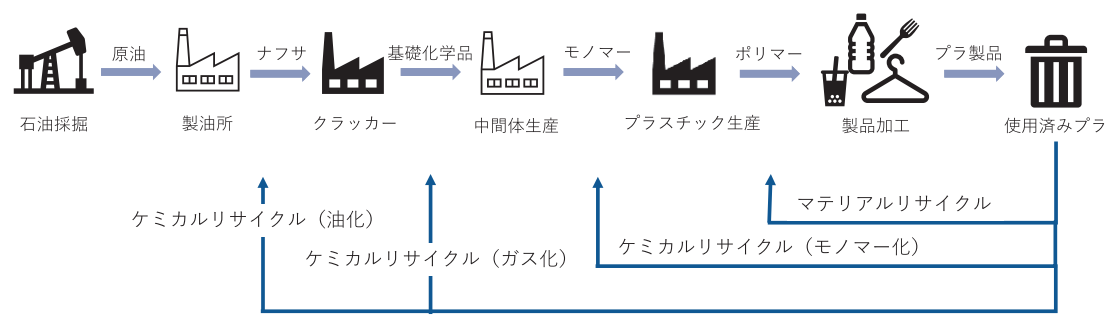 原油
ナフサ
基礎化学品
モノマー
ポリマー
プラ製品
石油採掘
製油所
クラッカー
中間体生産
プラスチック生産
製品加工
使用済みプラ
マテリアルリサイクル
ケミカルリサイクル（油化）
ケミカルリサイクル（モノマー化）
ケミカルリサイクル（ガス化）